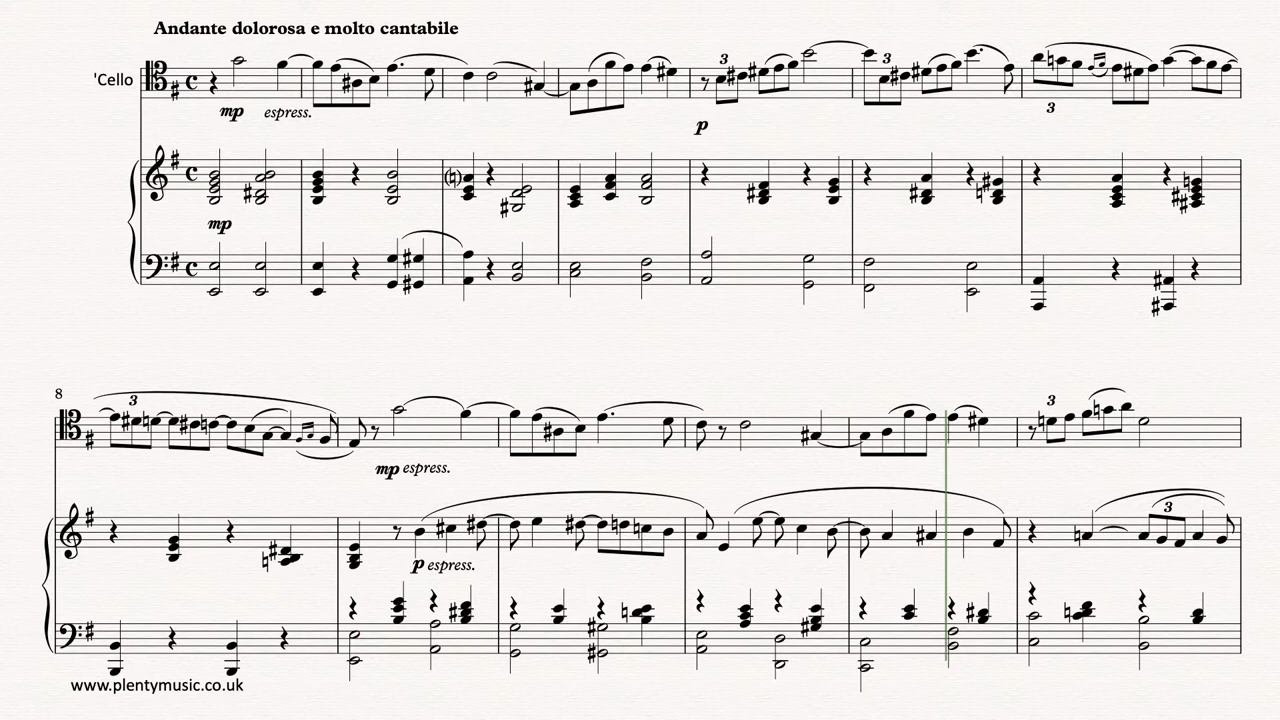 Andante dolorosa e molto cantabile
'Cello
mp espress.
3
3
p
3
mp
8
3
mp espress.
3
p espress.
3
www.plentymusic.co.uk